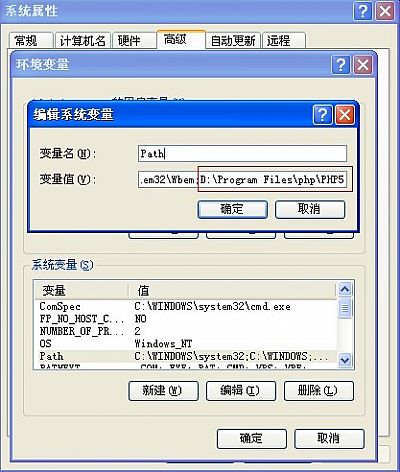 系统属性
常规 计算机名 硬件 高级 自动更新 远程
环境变量
编辑系统变量
变量名(N): Path
变量值(V): .em32\Wbem;D:\Program Files\php\PHP5
确定 取消
系统变量(S)
变量 值
ComSpec C:\WINDOWS\system32\cmd.exe
FP_NO_HOST_C... NO
NUMBER_OF_PR... 2
OS Windows_NT
Path C:\WINDOWS\system32;C:\WINDOWS;...
新建(W) 编辑(I) 删除(L)
确定 取消